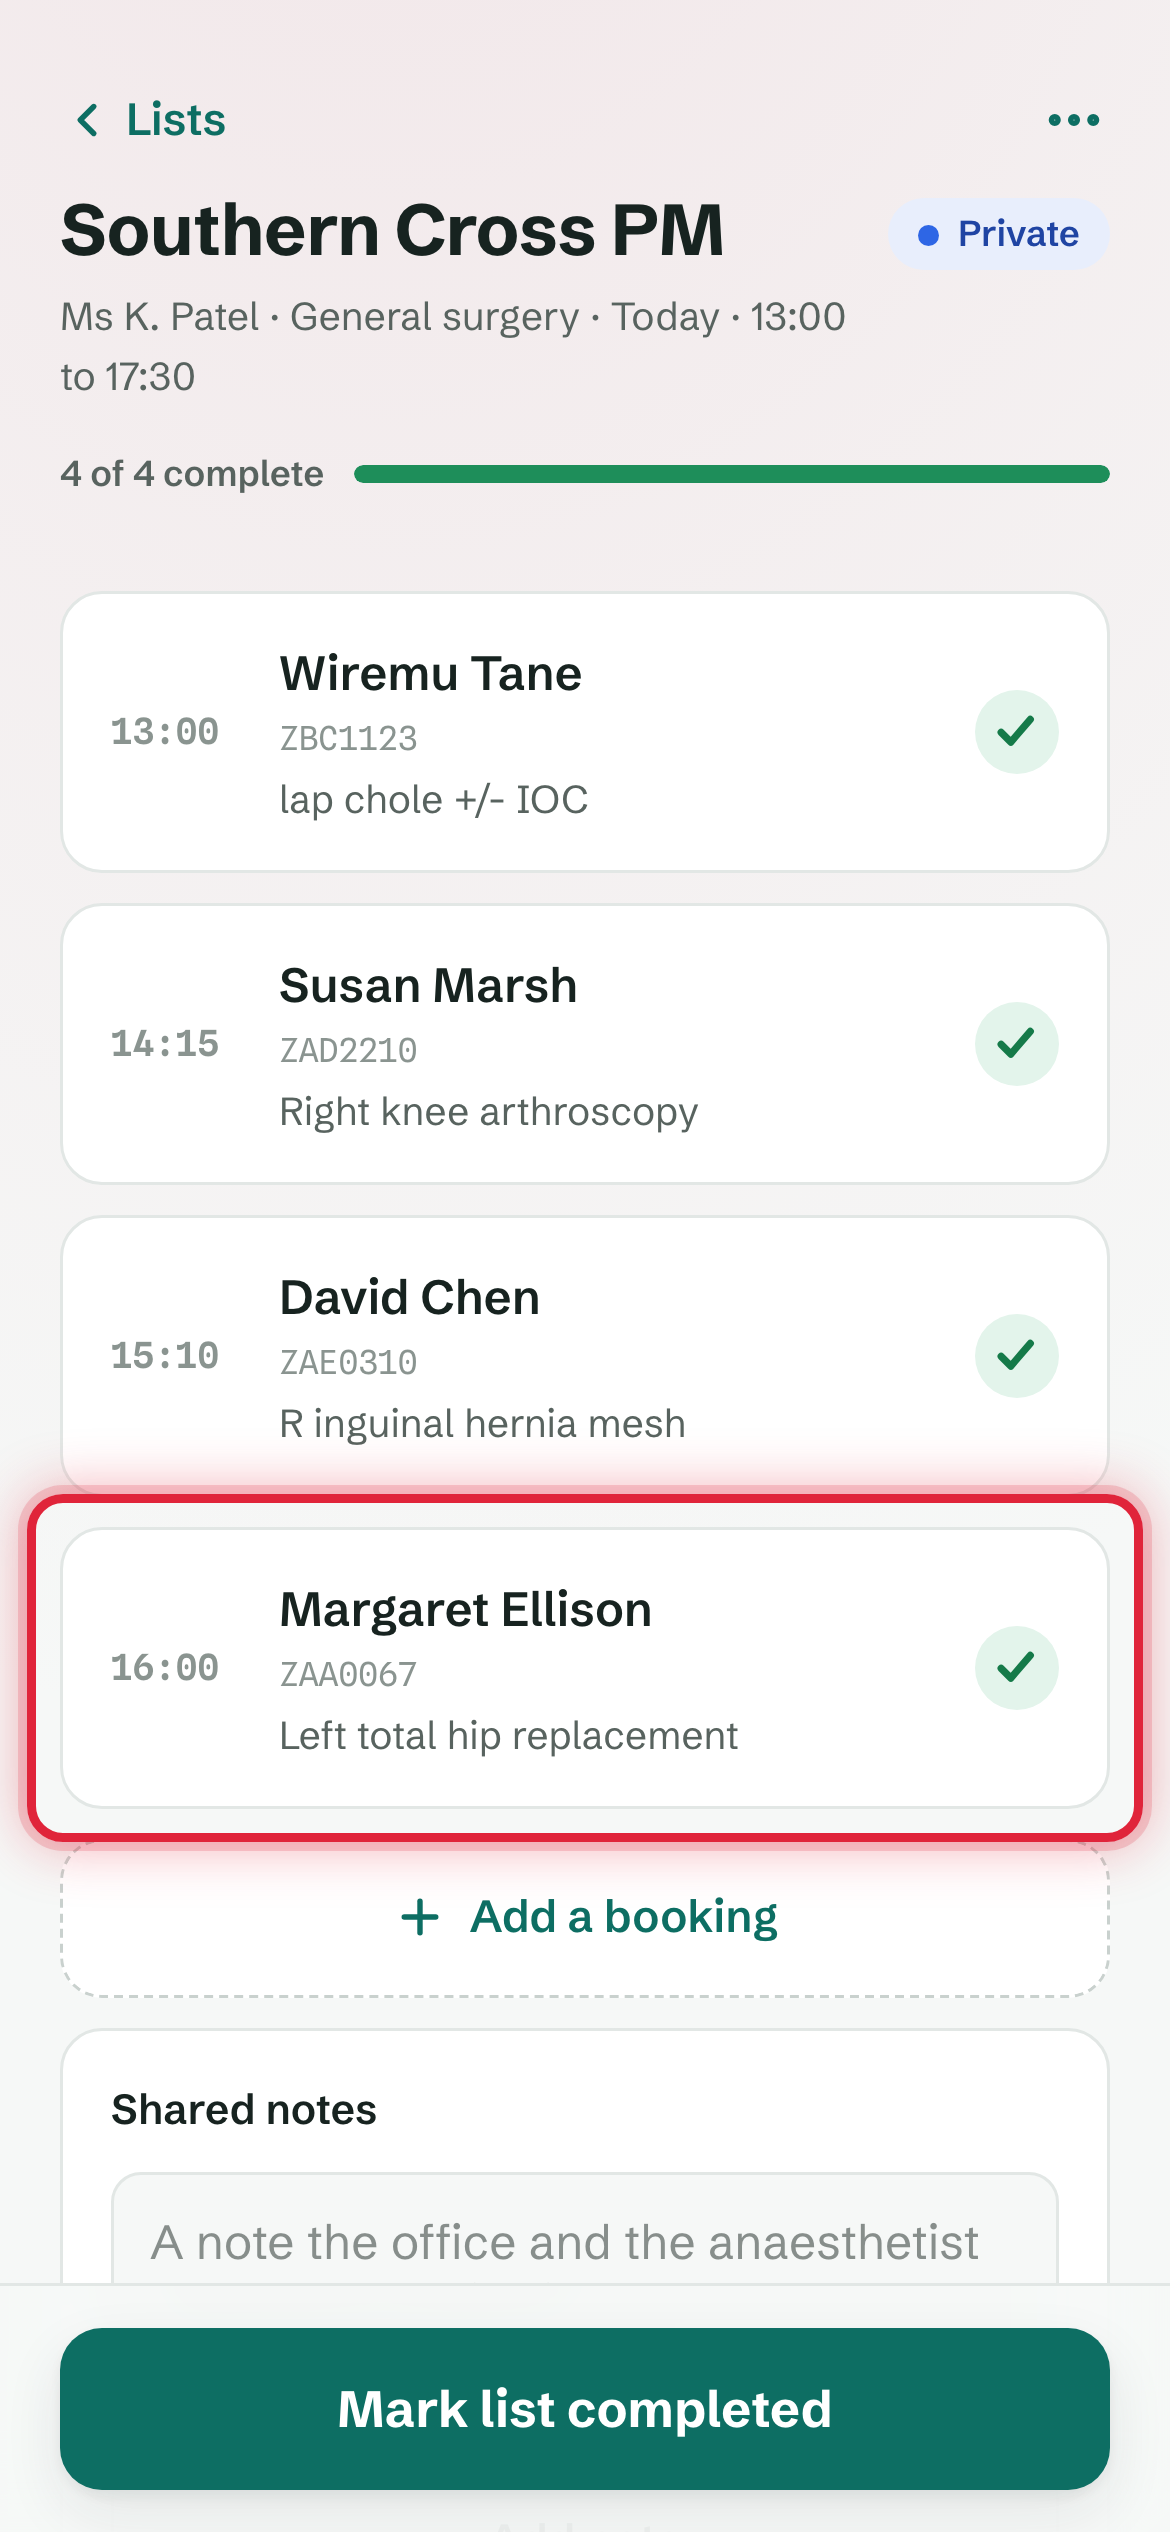 Lists
Southern Cross PM
Private
Ms K. Patel · General surgery · Today · 13:00
to 17:30
4 of 4 complete
Wiremu Tane
13:00
ZBC1123
lap chole +/- IOC
Susan Marsh
14:15
ZAD2210
Right knee arthroscopy
David Chen
15:10
ZAE0310
R inguinal hernia mesh
Margaret Ellison
16:00
ZAA0067
Left total hip replacement
+ Add a booking
Shared notes
A note the office and the anaesthetist
Mark list completed